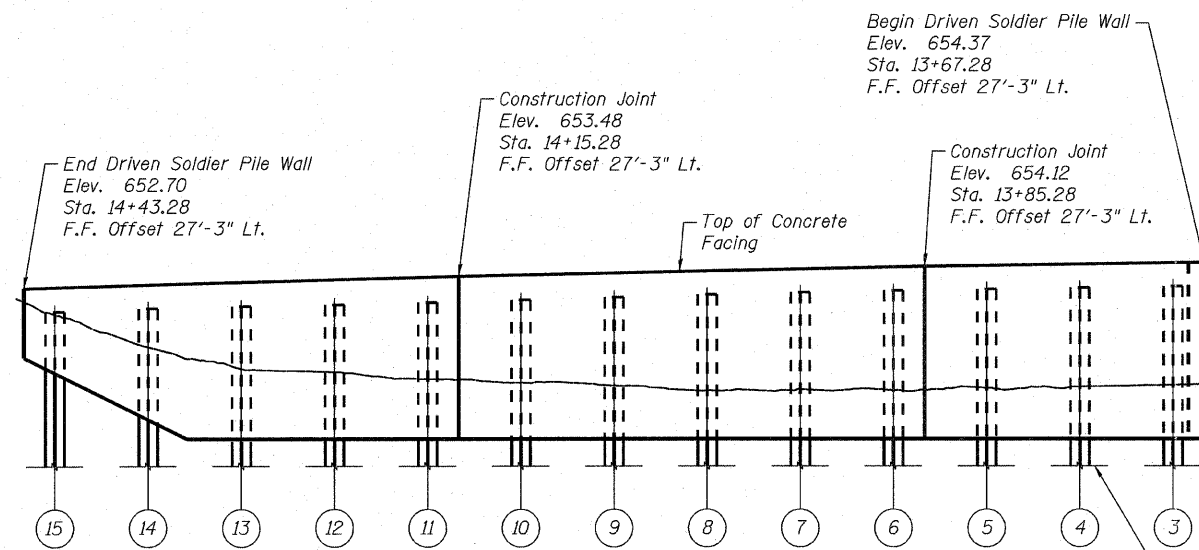 Begin Driven Soldier Pile Wall
Elev. 654.37
Sta. 13+67.28
F.F. Offset 27'-3" Lt.
Construction Joint
Elev. 653.48
Sta. 14+15.28
F.F. Offset 27'-3" Lt.
End Driven Soldier Pile Wall
Elev. 652.70
Sta. 14+43.28
F.F. Offset 27'-3" Lt.
Construction Joint
Elev. 654.12
Sta. 13+85.28
F.F. Offset 27'-3" Lt.
Top of Concrete
Facing
15 14 13 12 11 10 9 8 7 6 5 4 3